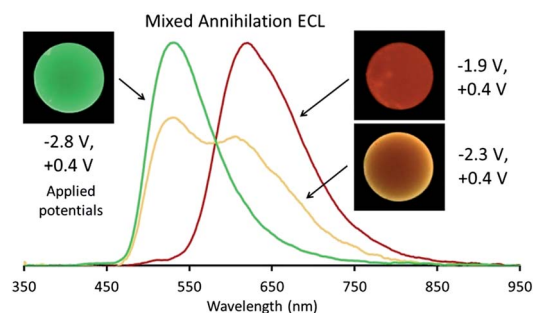 Mixed Annihilation ECL
-2.8 V,
+0.4 V
Applied
potentials
-1.9 V,
+0.4 V
-2.3 V,
+0.4 V
350 450 550 650 750 850 950
Wavelength (nm)